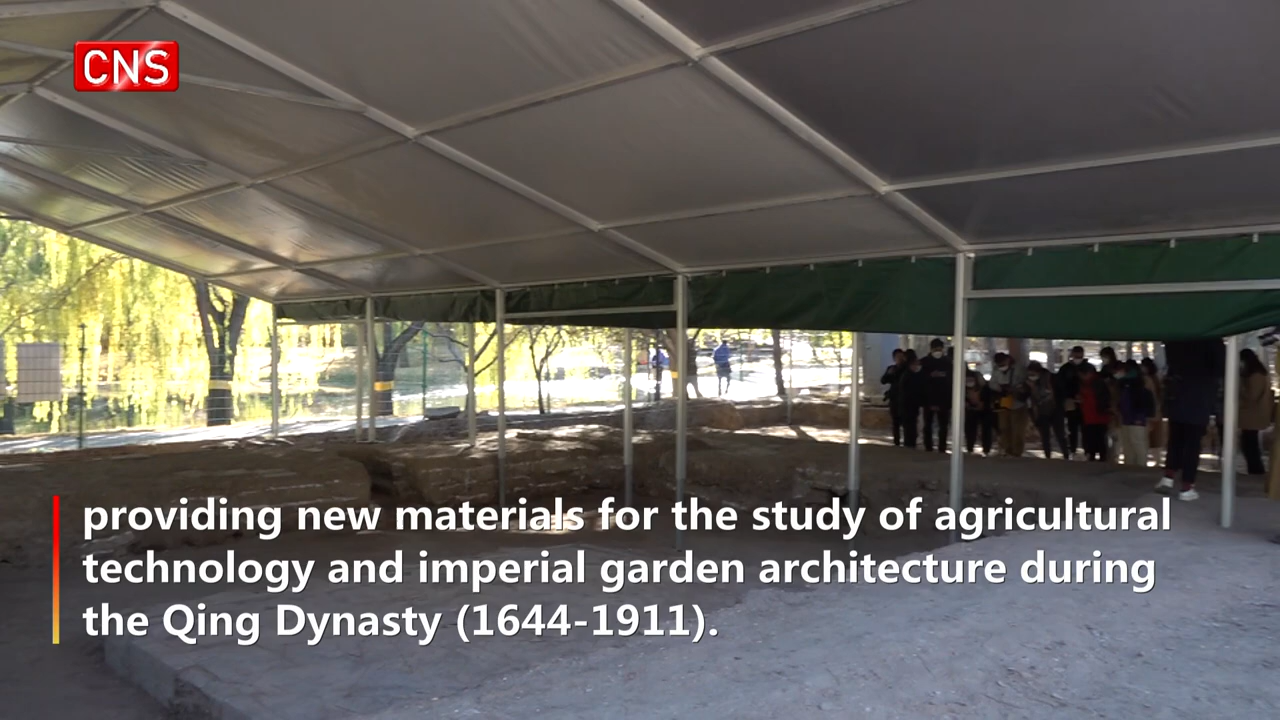 CNS
providing new materials for the study of agricultural
technology and imperial garden architecture during
the Qing Dynasty (1644-1911).